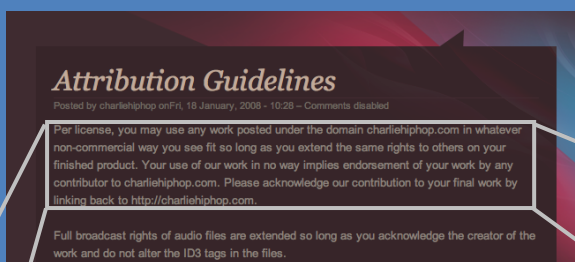 Attribution Guidelines
Posted by charliehiphop onFri, 18 January, 2008 - 10:28 – Comments disabled
Per license, you may use any work posted under the domain charliehiphop.com in whatever
non-commercial way you see fit so long as you extend the same rights to others on your
finished product. Your use of our work in no way implies endorsement of your work by any
contributor to charliehiphop.com. Please acknowledge our contribution to your final work by
linking back to http://charliehiphop.com.
Full broadcast rights of audio files are extended so long as you acknowledge the creator of the
work and do not alter the ID3 tags in the files.